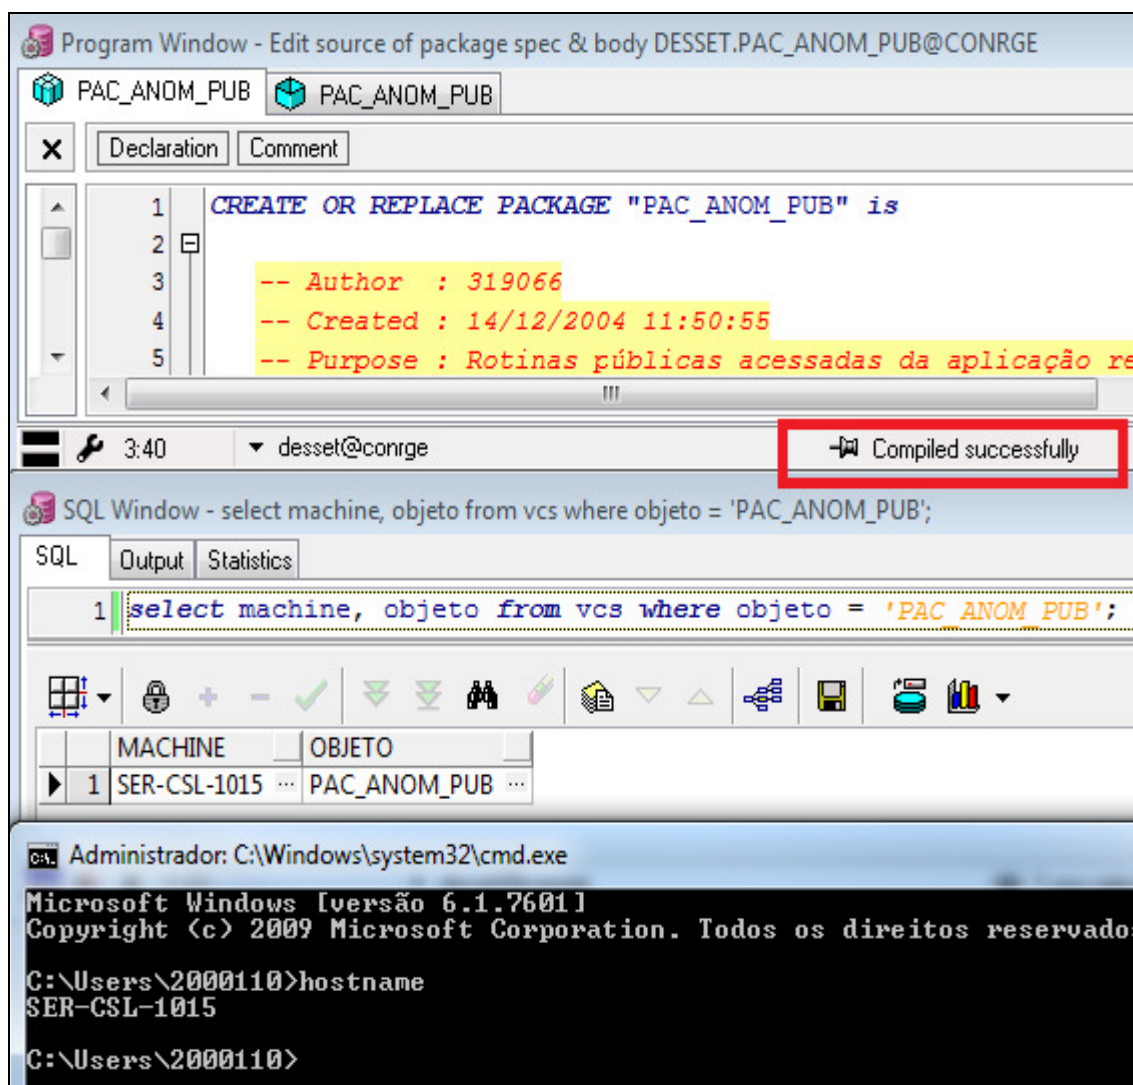 Program Window - Edit source of package spec & body DESSET.PAC_ANOM_PUB@CONRGE
PAC_ANOM_PUB PAC_ANOM_PUB
Declaration Comment
1 CREATE OR REPLACE PACKAGE "PAC_ANOM_PUB" is
2
3 -- Author : 319066
4 -- Created : 14/12/2004 11:50:55
5 -- Purpose : Rotinas públicas acessadas da aplicação re
3:40 desset@conrge Compiled successfully
SQL Window - select machine, objeto from vcs where objeto = 'PAC_ANOM_PUB';
SQL Output Statistics
1 select machine, objeto from vcs where objeto = 'PAC_ANOM_PUB';
MACHINE OBJETO
1 SER-CSL-1015 ... PAC_ANOM_PUB ...
Administrador: C:\Windows\system32\cmd.exe
Microsoft Windows [versão 6.1.7601]
Copyright (c) 2009 Microsoft Corporation. Todos os direitos reservados
C:\Users\2000110>hostname
SER-CSL-1015
C:\Users\2000110>